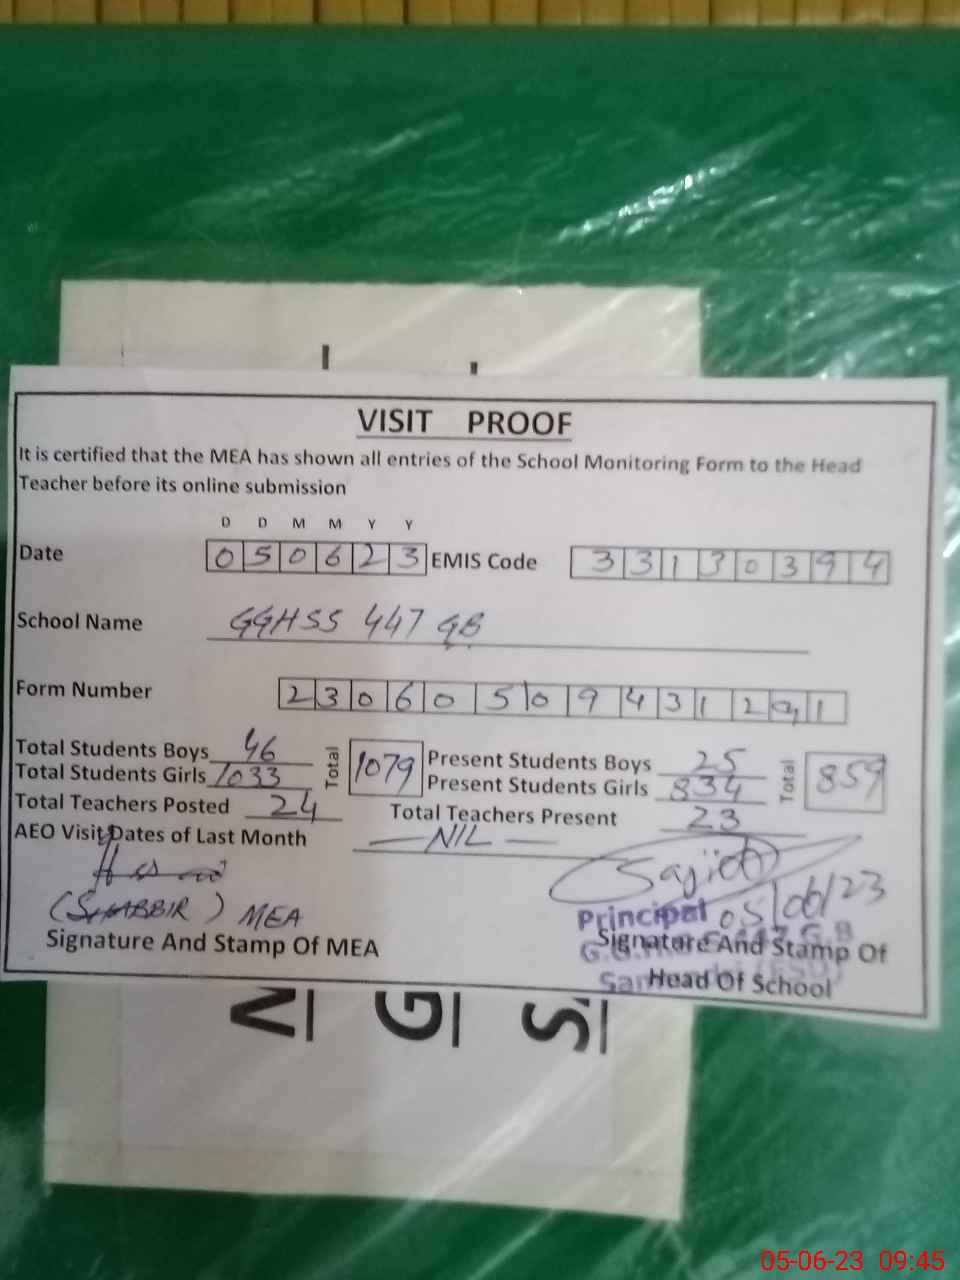 VISIT PROOF
It is certified that the MEA has shown all entries of the School Monitoring Form to the Head
Teacher before its online submission
D D M M Y Y
Date 0 5 0 6 2 3 EMIS Code 3 3 1 3 0 3 9 4
School Name GGHSS 447 GB
Form Number 2 3 0 6 0 5 0 9 4 3 1 2 9 1
Total Students Boys 46 Total 1079 Present Students Boys 25 Total 859
Total Students Girls 1033 Present Students Girls 834
Total Teachers Posted 24 Total Teachers Present 23
AEO Visit Dates of Last Month — NIL —
Sajida
(SHABBIR) MEA Principal 05/06/23
Signature And Stamp Of MEA Signature And Stamp Of
Head Of School
N G S
05-06-23 09:45